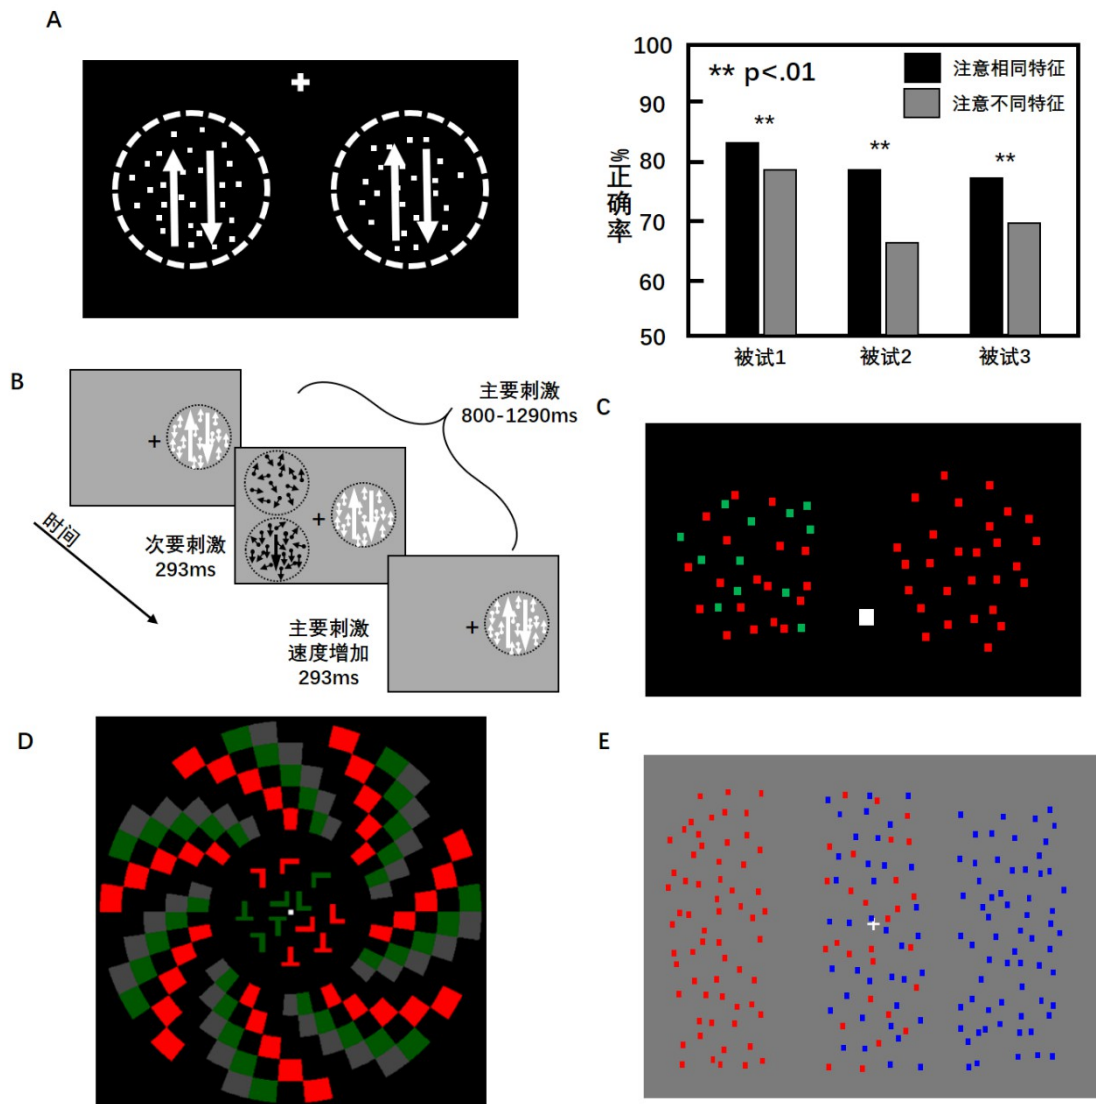 A
100
90
80
70
60
50
正确率%
** p<.01
注意相同特征
注意不同特征
**
**
**
被试1
被试2
被试3
B
主要刺激
800-1290ms
时间
次要刺激
293ms
主要刺激
速度增加
293ms
C
D
E